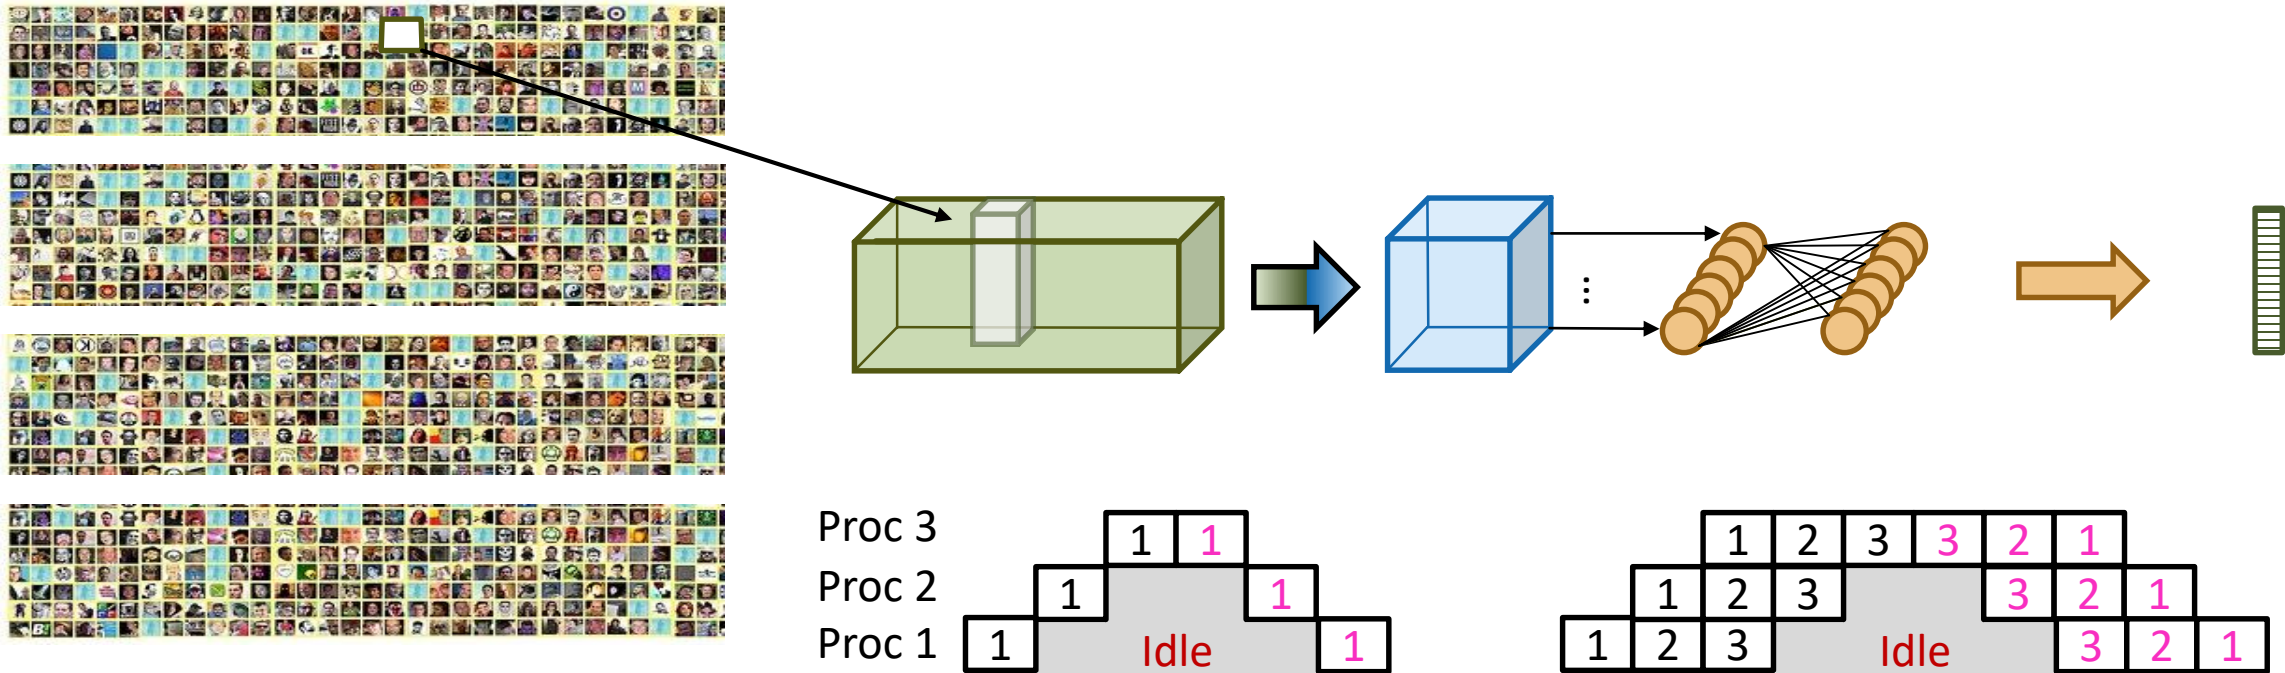 ⋮
Proc 3 1 1
Proc 2 1 1
Proc 1 1 Idle 1
1 2 3 3 2 1
1 2 3 3 2 1
1 2 3 Idle 3 2 1